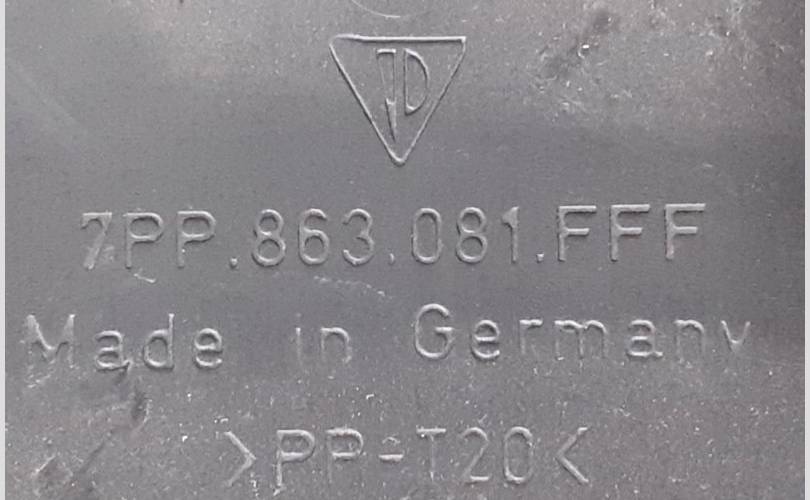 7PP.863.081.FFF
Made in Germany
>PP-T20<